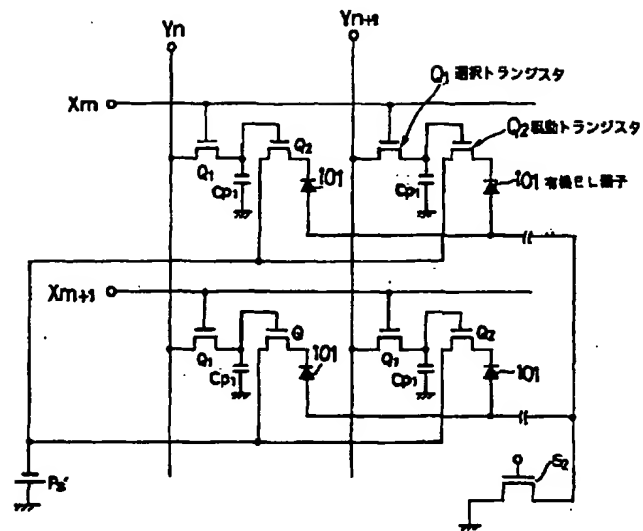 Yn
Yn+1
Q1 選択トランジスタ
Xm
Q2 駆動トランジスタ
Q2
101
101 有機EL素子
Q1
Cp1
Cp1
Xm+1
Q
Q2
Q1
101
Q1
101
Cp1
Cp1
Ps'
S2